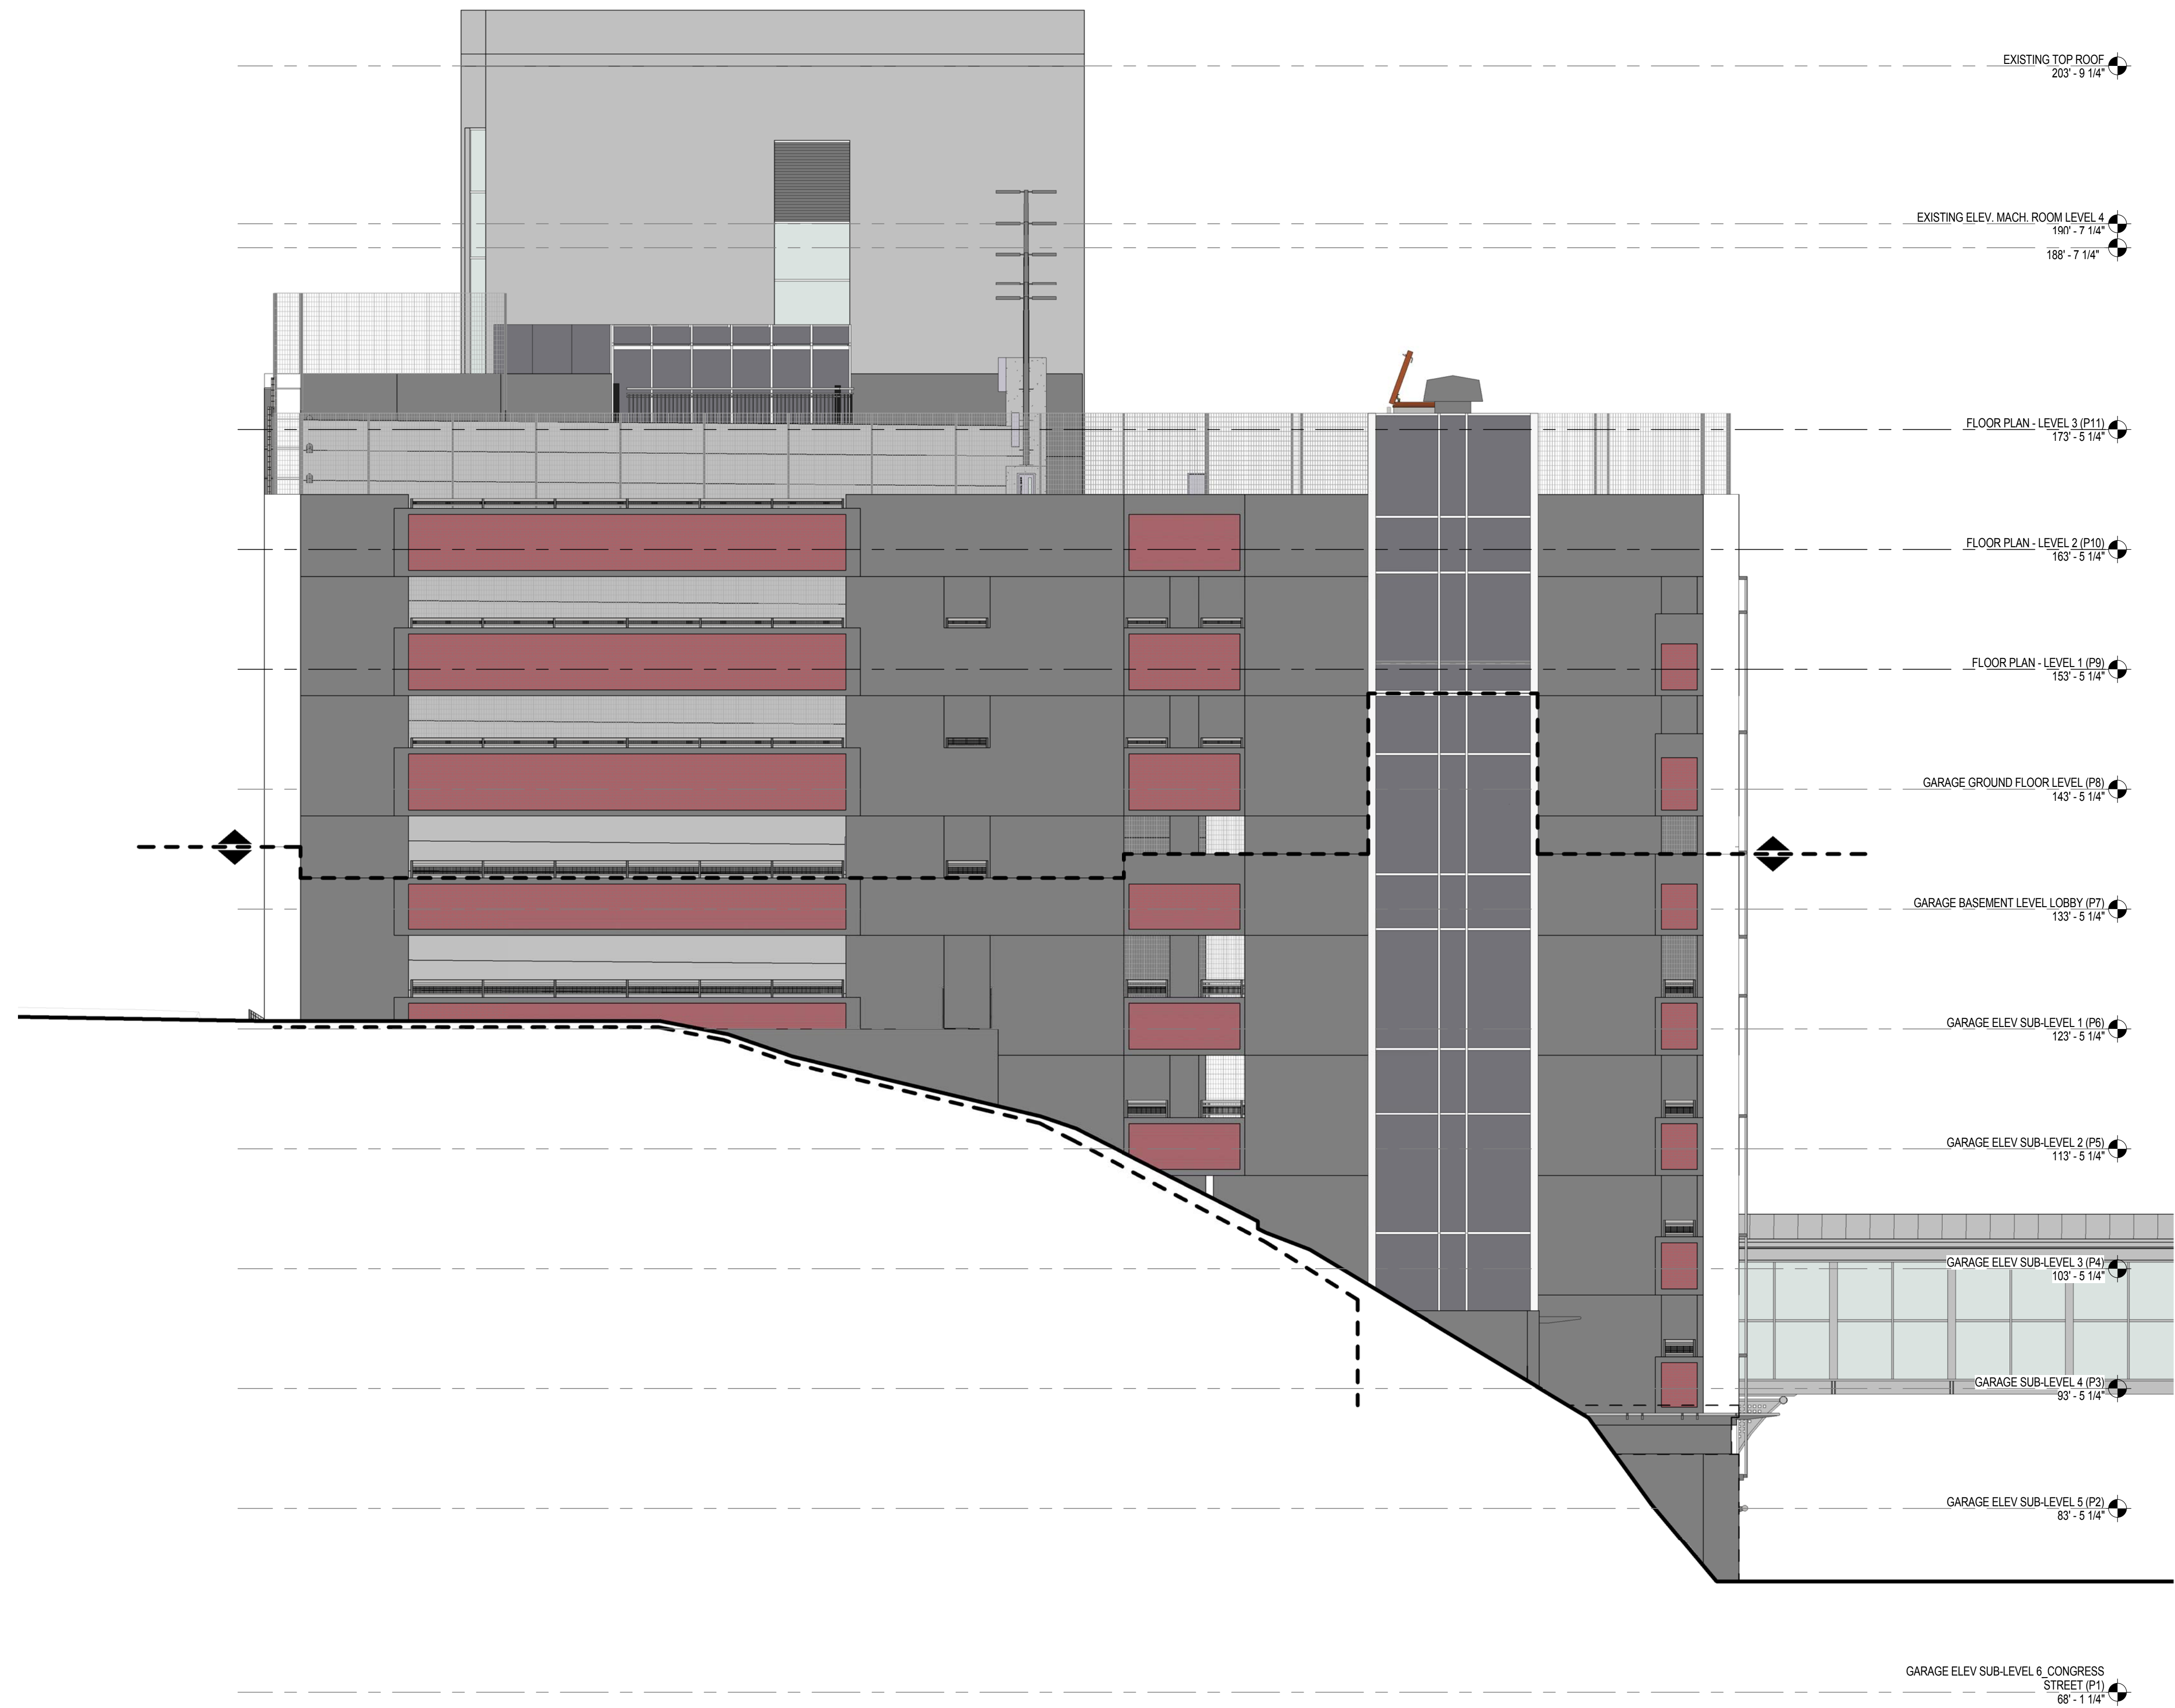 EXISTING TOP ROOF
203' - 9 1/4"
EXISTING ELEV. MACH. ROOM LEVEL 4
190' - 7 1/4"
188' - 7 1/4"
FLOOR PLAN - LEVEL 3 (P11)
173' - 5 1/4"
FLOOR PLAN - LEVEL 2 (P10)
163' - 5 1/4"
FLOOR PLAN - LEVEL 1 (P9)
153' - 5 1/4"
GARAGE GROUND FLOOR LEVEL (P8)
143' - 5 1/4"
GARAGE BASEMENT LEVEL LOBBY (P7)
133' - 5 1/4"
GARAGE ELEV SUB-LEVEL 1 (P6)
123' - 5 1/4"
GARAGE ELEV SUB-LEVEL 2 (P5)
113' - 5 1/4"
GARAGE ELEV SUB-LEVEL 3 (P4)
103' - 5 1/4"
GARAGE SUB-LEVEL 4 (P3)
93' - 5 1/4"
GARAGE ELEV SUB-LEVEL 5 (P2)
83' - 5 1/4"
GARAGE ELEV SUB-LEVEL 6_CONGRESS
STREET (P1)
68' - 1 1/4"